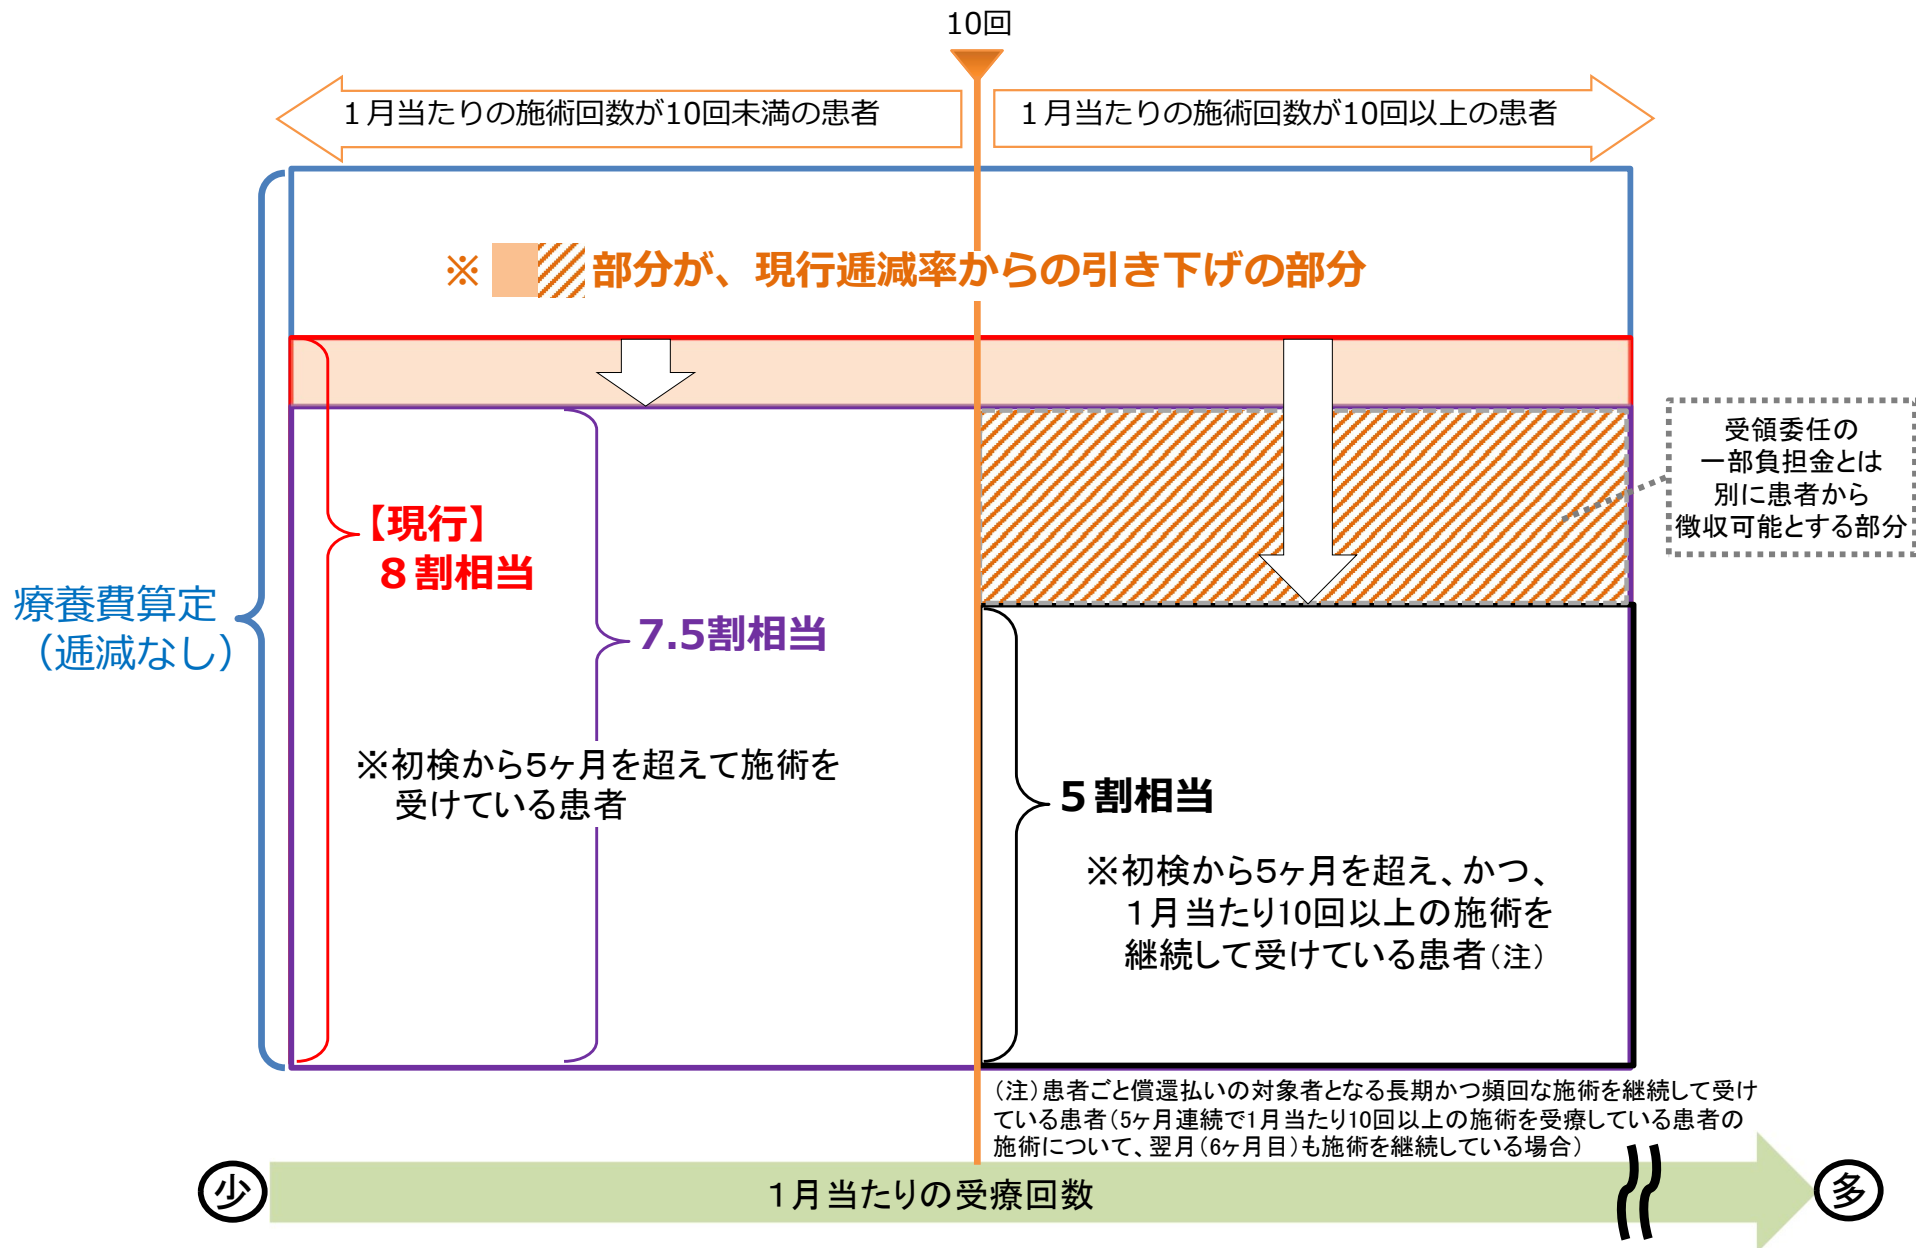 10回
１月当たりの施術回数が10回未満の患者
１月当たりの施術回数が10回以上の患者
※ 部分が、現行逓減率からの引き下げの部分
受領委任の
一部負担金とは
別に患者から
徴収可能とする部分
【現行】
８割相当
療養費算定
（逓減なし）
7.5割相当
※初検から5ヶ月を超えて施術を
受けている患者
５割相当
※初検から5ヶ月を超え、かつ、
１月当たり10回以上の施術を
継続して受けている患者（注）
（注）患者ごと償還払いの対象者となる長期かつ頻回な施術を継続して受け
ている患者（5ヶ月連続で1月当たり10回以上の施術を受療している患者の
施術について、翌月（6ヶ月目）も施術を継続している場合）
少
１月当たりの受療回数
多